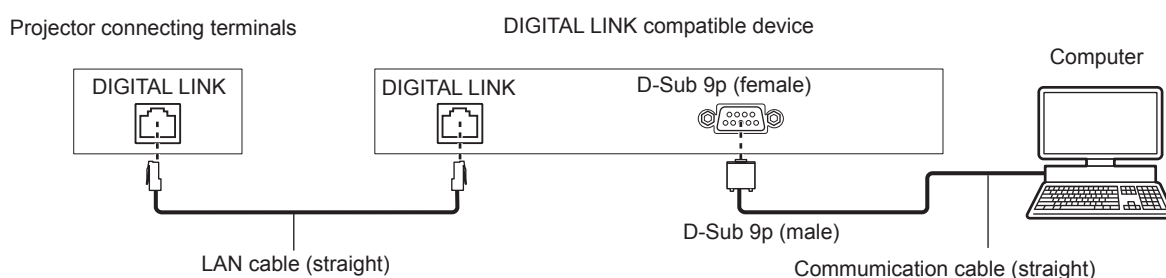 Projector connecting terminals
DIGITAL LINK compatible device
Computer
DIGITAL LINK
DIGITAL LINK
D-Sub 9p (female)
D-Sub 9p (male)
LAN cable (straight)
Commumication cable (straight)